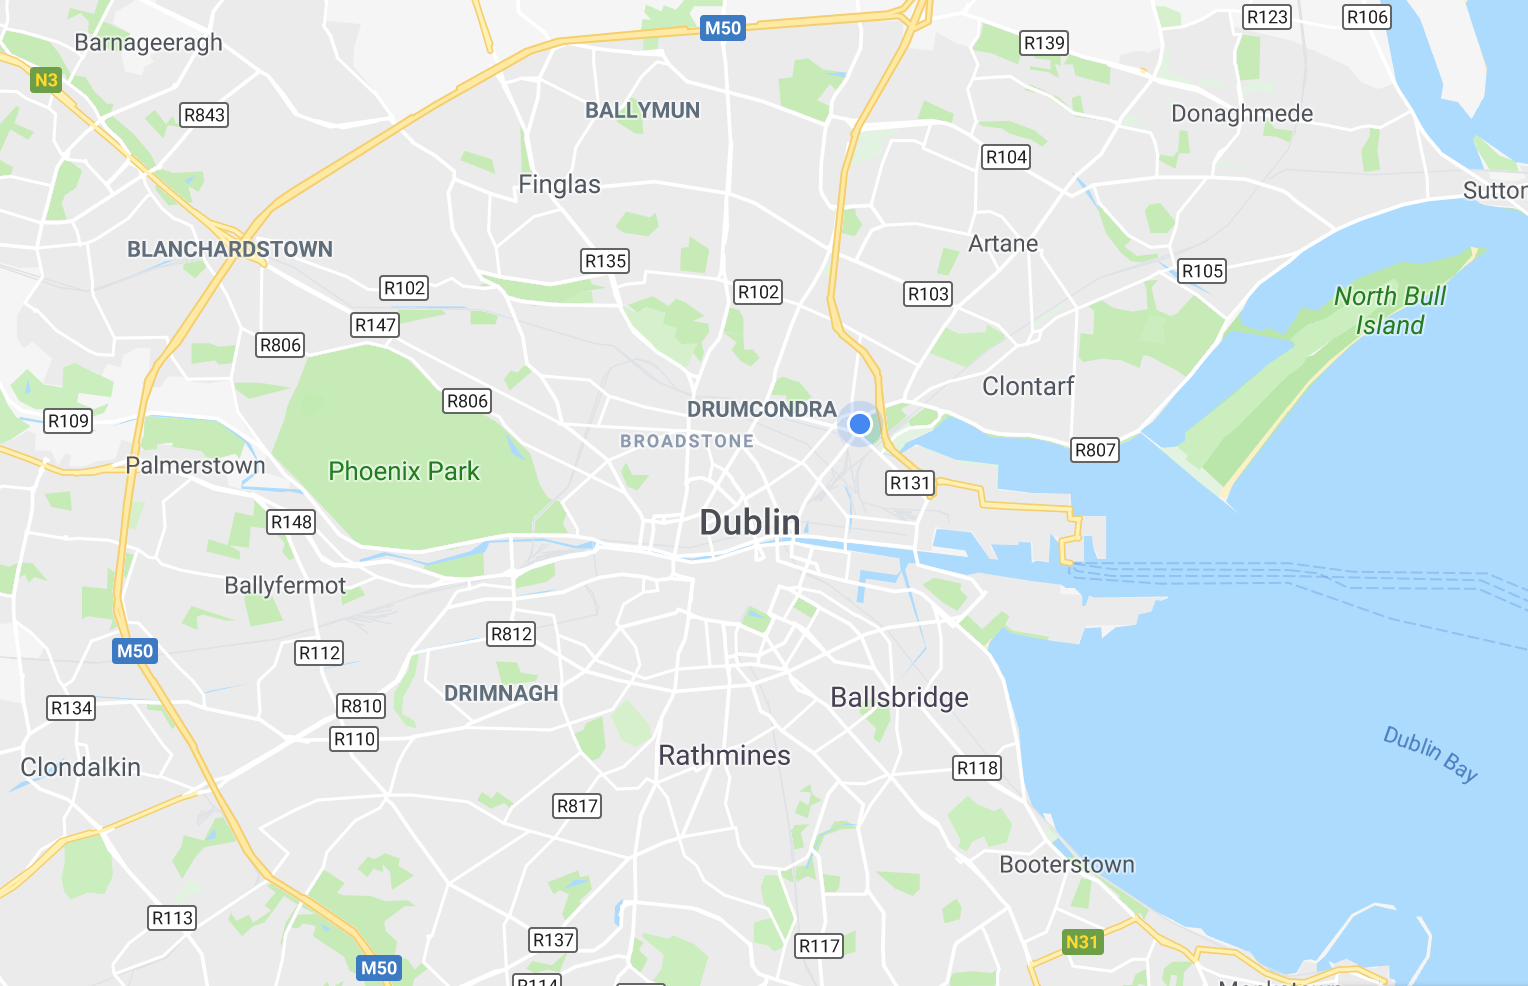 R123
R106
M50
Barnageeragh
R139
N3
BALLYMUN
R843
Donaghmede
R104
Finglas
Sutton
BLANCHARDSTOWN
Artane
R135
R105
R102
R102
R103
North Bull
Island
R147
R806
Clontarf
R806
DRUMCONDRA
R109
BROADSTONE
R807
Palmerstown
Phoenix Park
R131
R148
Dublin
Ballyfermot
R812
M50
R112
DRIMNAGH
Ballsbridge
R134
R810
R110
Dublin Bay
Rathmines
Clondalkin
R118
R817
Booterstown
R113
R137
R117
N31
M50
R114